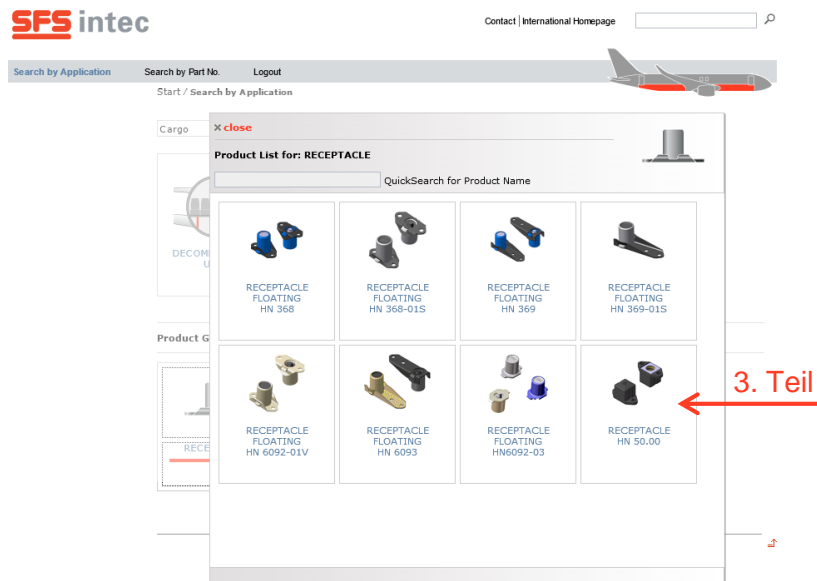 SFS intec
Contact | International Homepage
Search by Application Search by Part No. Logout
Start / Search by Application
Cargo
× close
Product List for: RECEPTACLE
QuickSearch for Product Name
DECOM
U
RECEPTACLE
FLOATING
HN 368
RECEPTACLE
FLOATING
HN 368-01S
RECEPTACLE
FLOATING
HN 369
RECEPTACLE
FLOATING
HN 369-01S
Product G
RECE
RECEPTACLE
FLOATING
HN 6092-01V
RECEPTACLE
FLOATING
HN 6093
RECEPTACLE
FLOATING
HN6092-03
RECEPTACLE
HN 50.00
3. Teil